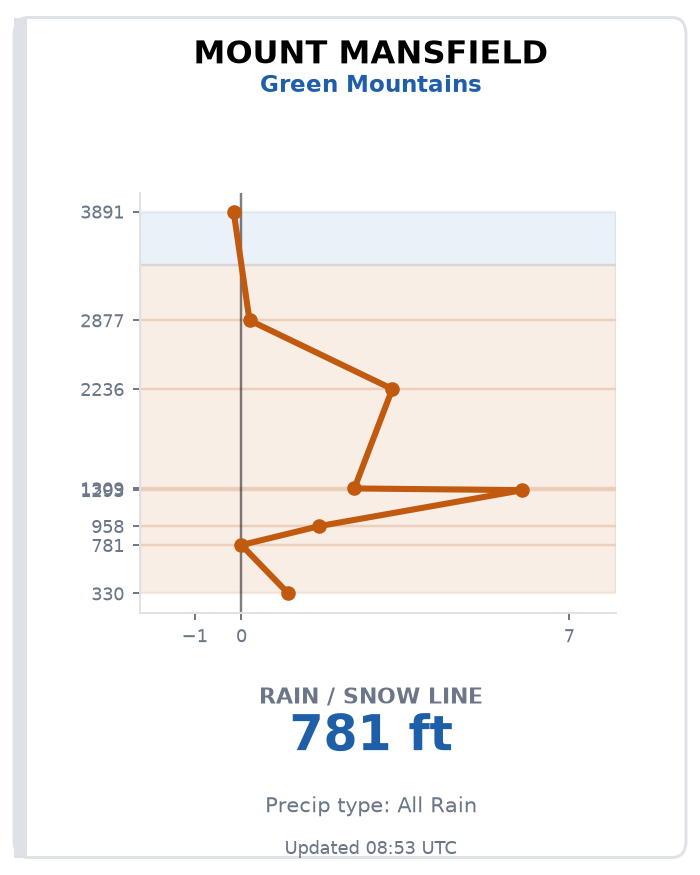 MOUNT MANSFIELD
Green Mountains
3891
2877
2236
958
781
330
−1 0 7
RAIN / SNOW LINE
781 ft
Precip type: All Rain
Updated 08:53 UTC